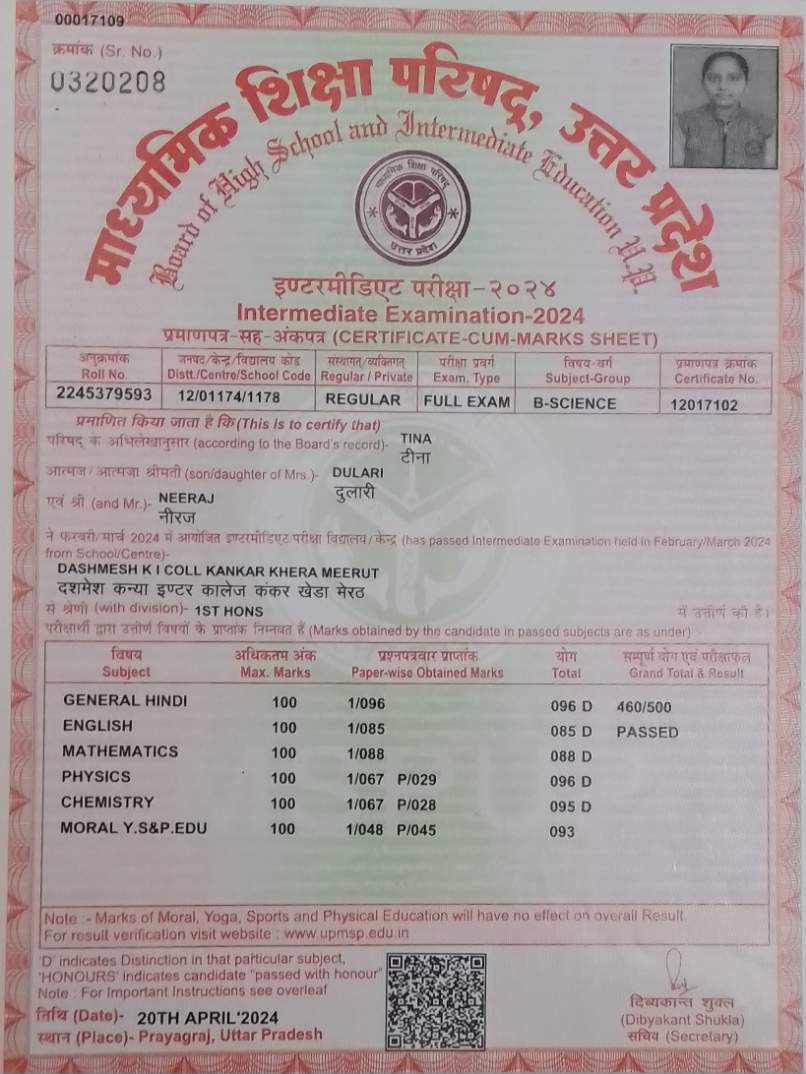 00017109
क्रमांक (Sr. No.)
0320208
माध्यमिक शिक्षा परिषद्, उत्तर प्रदेश
Board of High School and Intermediate Education U.P.
माध्यमिक शिक्षा परिषद्
उत्तर प्रदेश
इण्टरमीडिएट परीक्षा-२०२४
Intermediate Examination-2024
प्रमाणपत्र-सह-अंकपत्र (CERTIFICATE-CUM-MARKS SHEET)
अनुक्रमांक जनपद/केन्द्र/विद्यालय कोड संस्थागत/व्यक्तिगत परीक्षा प्रवर्ग विषय-वर्ग प्रमाणपत्र क्रमांक
Roll No. Distt./Centre/School Code Regular / Private Exam. Type Subject-Group Certificate No.
2245379593 12/01174/1178 REGULAR FULL EXAM B-SCIENCE 12017102
प्रमाणित किया जाता है कि(This is to certify that)
परिषद् के अभिलेखानुसार (according to the Board's record)- TINA
टीना
आत्मज/आत्मजा श्रीमती (son/daughter of Mrs.)- DULARI
दुलारी
एवं श्री (and Mr.)- NEERAJ
नीरज
ने फरवरी/मार्च 2024 में आयोजित इण्टरमीडिएट परीक्षा विद्यालय/केन्द्र (has passed Intermediate Examination held in February/March 2024
from School/Centre)-
DASHMESH K I COLL KANKAR KHERA MEERUT
दशमेश कन्या इण्टर कालेज कंकर खेडा मेरठ
से श्रेणी (with division)- 1ST HONS में उत्तीर्ण की है।
परीक्षार्थी द्वारा उत्तीर्ण विषयों के प्राप्तांक निम्नवत हैं (Marks obtained by the candidate in passed subjects are as under) :-
विषय अधिकतम अंक प्रश्नपत्रवार प्राप्तांक योग सम्पूर्ण योग एवं परीक्षाफल
Subject Max. Marks Paper-wise Obtained Marks Total Grand Total & Result
GENERAL HINDI 100 1/096 096 D 460/500
ENGLISH 100 1/085 085 D PASSED
MATHEMATICS 100 1/088 088 D
PHYSICS 100 1/067 P/029 096 D
CHEMISTRY 100 1/067 P/028 095 D
MORAL Y.S&P.EDU 100 1/048 P/045 093
Note :- Marks of Moral, Yoga, Sports and Physical Education will have no effect on overall Result.
For result verification visit website : www.upmsp.edu.in
'D' indicates Distinction in that particular subject,
'HONOURS' indicates candidate "passed with honour"
Note : For Important Instructions see overleaf
तिथि (Date)- 20TH APRIL'2024
स्थान (Place)- Prayagraj, Uttar Pradesh
दिब्यकान्त शुक्ल
(Dibyakant Shukla)
सचिव (Secretary)